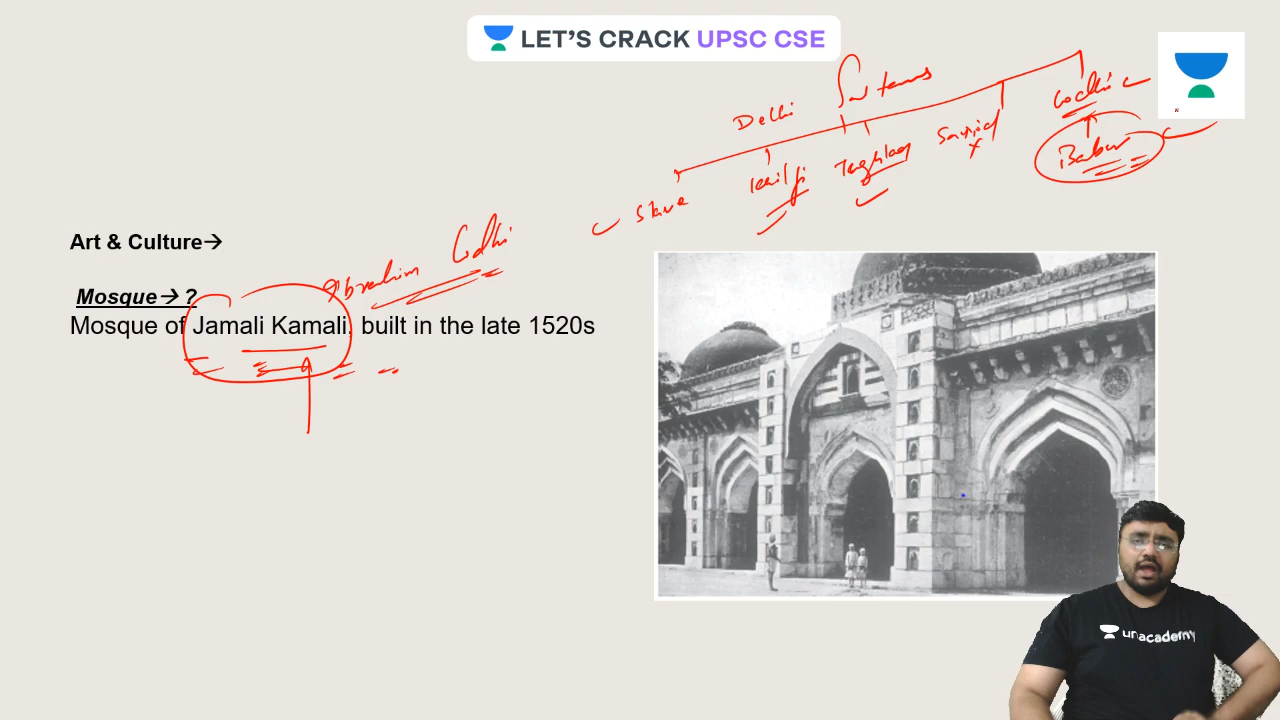 LET'S CRACK UPSC CSE
Delhi Sultans
Slave
Khilji
Tughlaq
Sayyid
Lodhi
Babur
Art & Culture→
Ibrahim Lodhi
Mosque→ ?
Mosque of Jamali Kamali, built in the late 1520s
unacademy